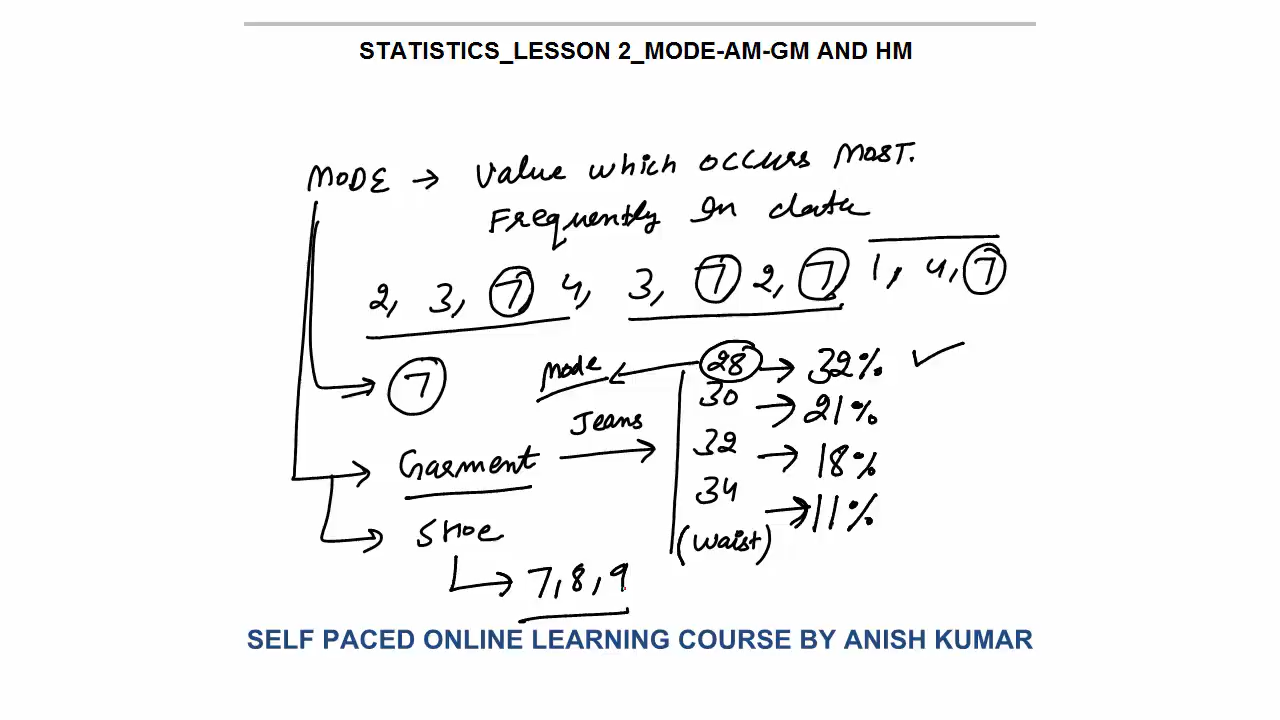 STATISTICS_LESSON 2_MODE-AM-GM AND HM
MODE → Value which occurs most.
Frequently In data
2, 3, 7 4, 3, 7 2, 7, 1, 4, 7
7
Mode ← 28 → 32% ✓
30 → 21%
Jeans
32 → 18%
Garment →
34 → 11%
Shoe
(waist)
7, 8, 9
SELF PACED ONLINE LEARNING COURSE BY ANISH KUMAR